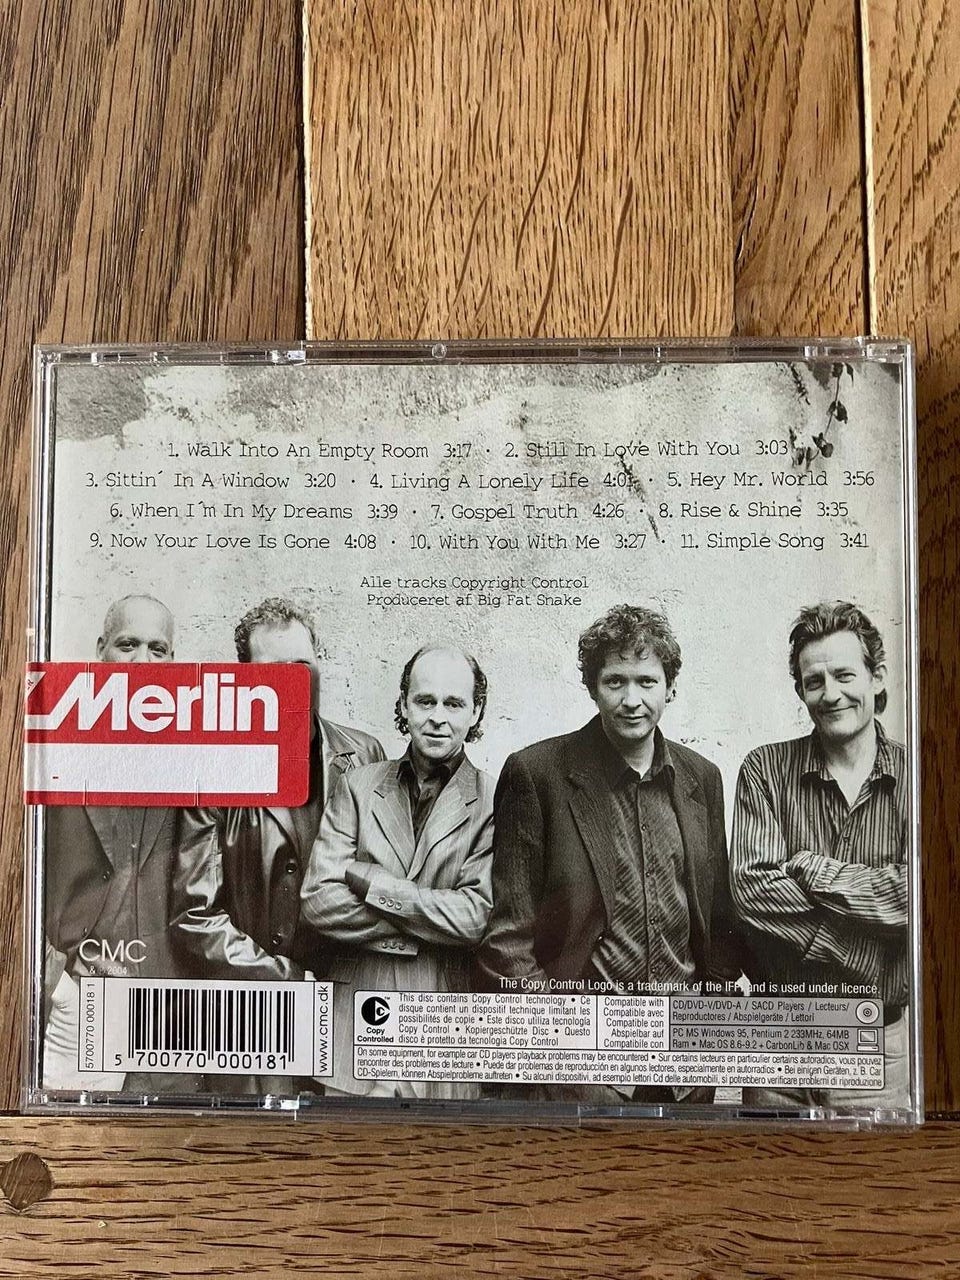 1. Walk Into An Empty Room 3:17 · 2. Still In Love With You 3:03
3. Sittin´ In A Window 3:20 · 4. Living A Lonely Life 4:01 · 5. Hey Mr. World 3:56
6. When I´m In My Dreams 3:39 · 7. Gospel Truth 4:26 · 8. Rise & Shine 3:35
9. Now Your Love Is Gone 4:08 · 10. With You With Me 3:27 · 11. Simple Song 3:41
Alle tracks Copyright Control
Produceret af Big Fat Snake
Merlin
CMC
2004
5700770 00018 1
5 700770 000181
www.cmc.dk
The Copy Control Logo is a trademark of the IFPI and is used under licence.
Copy
Controlled
This disc contains Copy Control technology • Ce
disque contient un dispositif technique limitant les
possibilités de copie • Este disco utiliza tecnología
Copy Control • Kopiergeschützte Disc • Questo
disco è protetto da tecnologia Copy Control
Compatible with
Compatible avec
Compatible con
Abspielbar auf
Compatibile con
CD/DVD-V/DVD-A / SACD Players / Lecteurs/
Reproductores / Abspielgeräte / Lettori
PC MS Windows 95, Pentium 2 233MHz, 64MB
Ram • Mac OS 8.6-9.2 + CarbonLib & Mac OSX
On some equipment, for example car CD players playback problems may be encountered • Sur certains lecteurs en particulier certains autoradios, vous pouvez
rencontrer des problèmes de lecture • Puede dar problemas de reproducción en algunos lectores, especialmente en autorradios • Bei einigen Geräten, z. B. Car
CD-Spielern, können Abspielprobleme auftreten • Su alcuni dispositivi, ad esempio lettori Cd delle automobili, si potrebbero verificare problemi di riproduzione